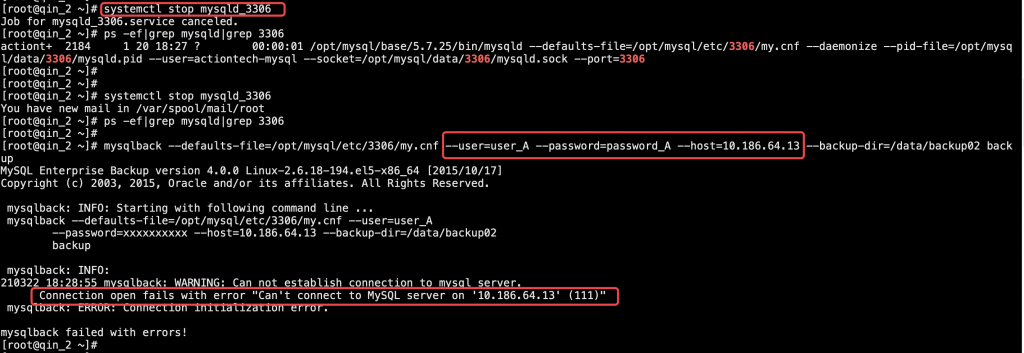 [root@qin_2 ~]# systemctl stop mysqld_3306
Job for mysqld_3306.service canceled.
[root@qin_2 ~]# ps -ef|grep mysqld|grep 3306
actiont+  2184     1 20 18:27 ?        00:00:01 /opt/mysql/base/5.7.25/bin/mysqld --defaults-file=/opt/mysql/etc/3306/my.cnf --daemonize --pid-file=/opt/mysq
l/data/3306/mysqld.pid --user=actiontech-mysql --socket=/opt/mysql/data/3306/mysqld.sock --port=3306
[root@qin_2 ~]#
[root@qin_2 ~]#
[root@qin_2 ~]# systemctl stop mysqld_3306
You have new mail in /var/spool/mail/root
[root@qin_2 ~]# ps -ef|grep mysqld|grep 3306
[root@qin_2 ~]#
[root@qin_2 ~]# mysqlback --defaults-file=/opt/mysql/etc/3306/my.cnf --user=user_A --password=password_A --host=10.186.64.13 --backup-dir=/data/backup02 back
up
MySQL Enterprise Backup version 4.0.0 Linux-2.6.18-194.el5-x86_64 [2015/10/17]
Copyright (c) 2003, 2015, Oracle and/or its affiliates. All Rights Reserved.
mysqlback: INFO: Starting with following command line ...
mysqlback --defaults-file=/opt/mysql/etc/3306/my.cnf --user=user_A
--password=xxxxxxxxxx --host=10.186.64.13 --backup-dir=/data/backup02
backup
mysqlback: INFO:
210322 18:28:55 mysqlback: WARNING: Can not establish connection to mysql server.
Connection open fails with error "Can't connect to MySQL server on '10.186.64.13' (111)"
mysqlback: ERROR: Connection initialization error.
mysqlback failed with errors!
[root@qin_2 ~]#